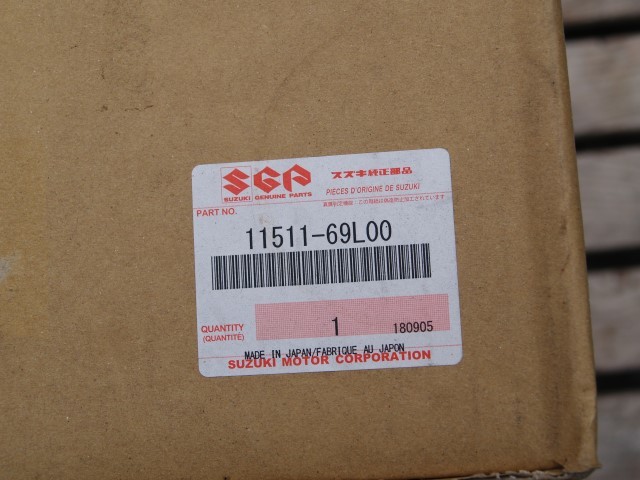 SGP
SUZUKI GENUINE PARTS
スズキ純正部品
PIECES D'ORIGINE DE SUZUKI
PART NO.
11511-69L00
QUANTITY
(QUANTITÉ)
1
180905
MADE IN JAPAN/FABRIQUE AU JAPON
SUZUKI MOTOR CORPORATION